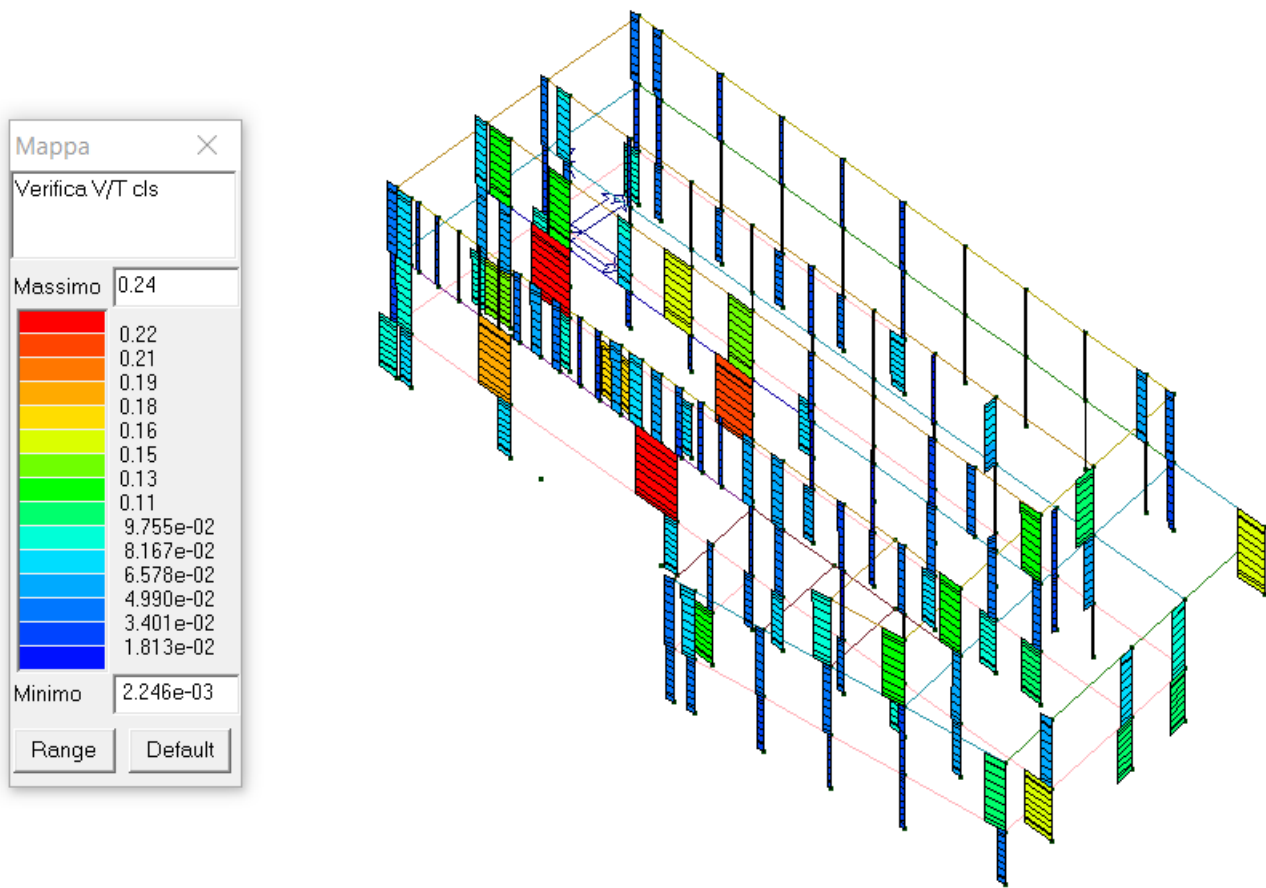 Mappa
Verifica V/T cls
Massimo 0.24
0.22
0.21
0.19
0.18
0.16
0.15
0.13
0.11
9.755e-02
8.167e-02
6.578e-02
4.990e-02
3.401e-02
1.813e-02
Minimo 2.246e-03
Range Default